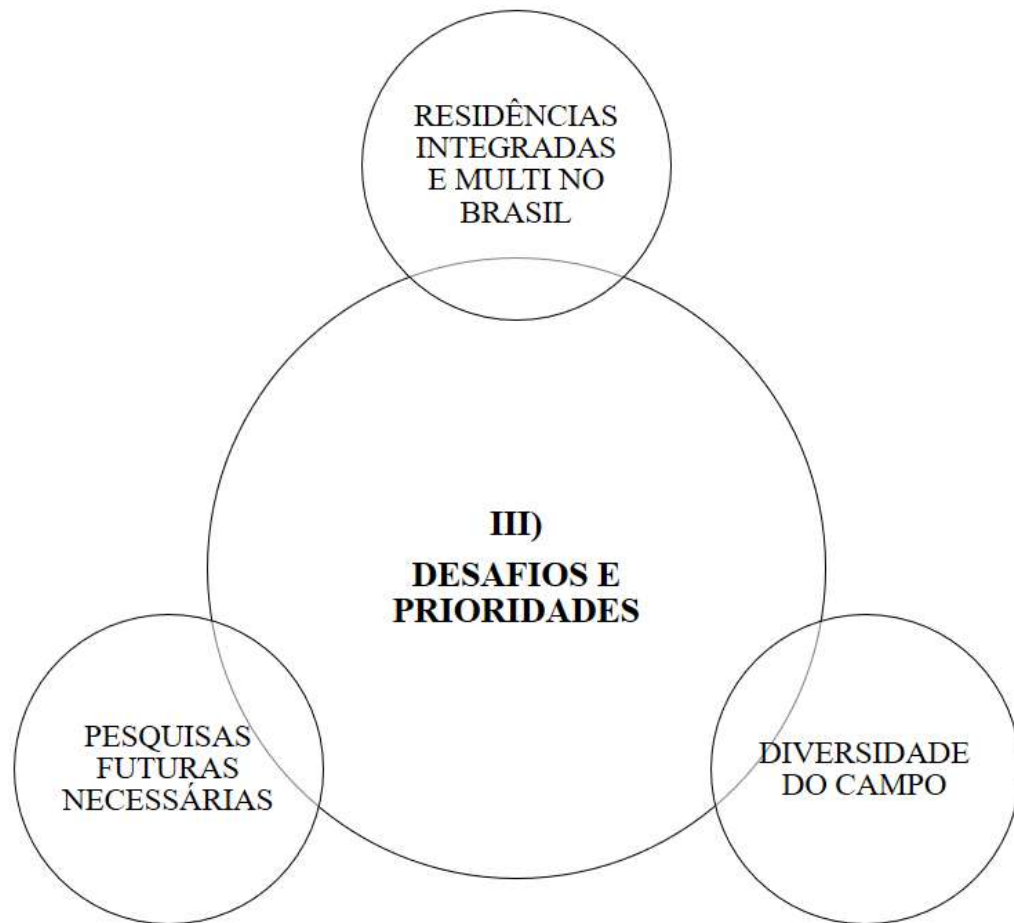 RESIDÊNCIAS
INTEGRADAS
E MULTI NO
BRASIL
III)
DESAFIOS E
PRIORIDADES
PESQUISAS
FUTURAS
NECESSÁRIAS
DIVERSIDADE
DO CAMPO